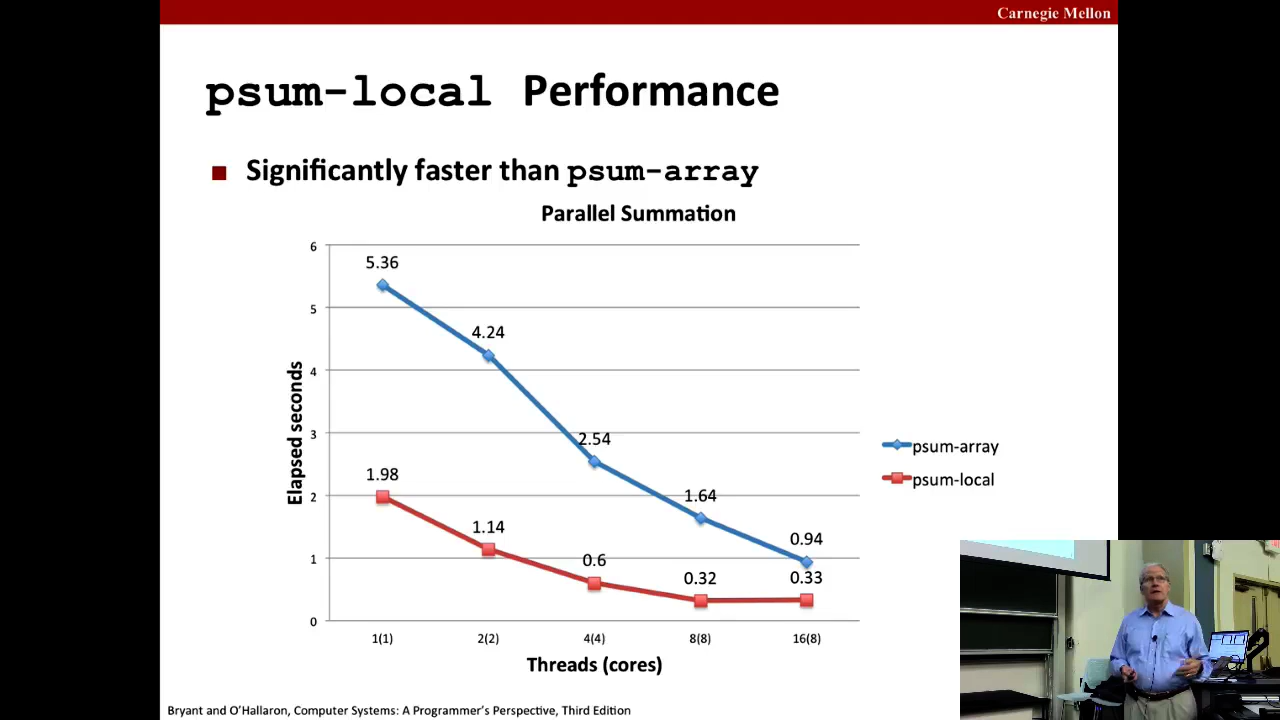 Carnegie Mellon
psum-local Performance
Significantly faster than psum-array
Parallel Summation
6
5
4
3
2
1
0
Elapsed seconds
5.36
4.24
2.54
1.64
0.94
1.98
1.14
0.6
0.32
0.33
1(1) 2(2) 4(4) 8(8) 16(8)
Threads (cores)
psum-array
psum-local
Bryant and O'Hallaron, Computer Systems: A Programmer's Perspective, Third Edition